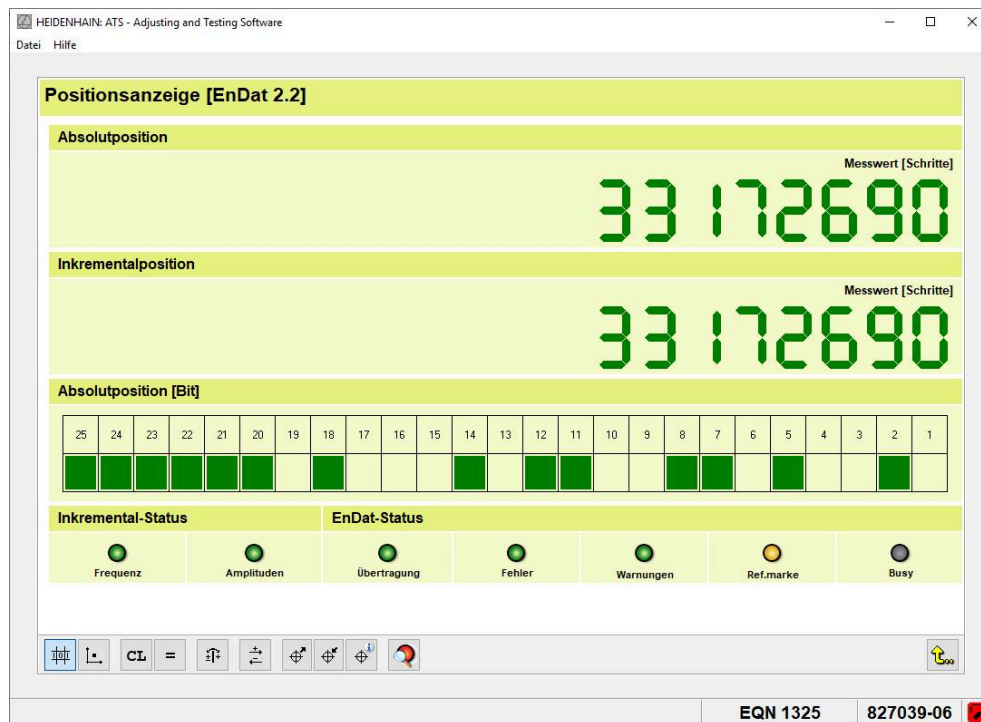 HEIDENHAIN: ATS - Adjusting and Testing Software
Datei Hilfe
Positionsanzeige [EnDat 2.2]
Absolutposition
Messwert [Schritte]
33172690
Inkrementalposition
Messwert [Schritte]
33172690
Absolutposition [Bit]
25 24 23 22 21 20 19 18 17 16 15 14 13 12 11 10 9 8 7 6 5 4 3 2 1
Inkremental-Status EnDat-Status
Frequenz Amplituden Übertragung Fehler Warnungen Ref.marke Busy
CL =
EQN 1325 827039-06